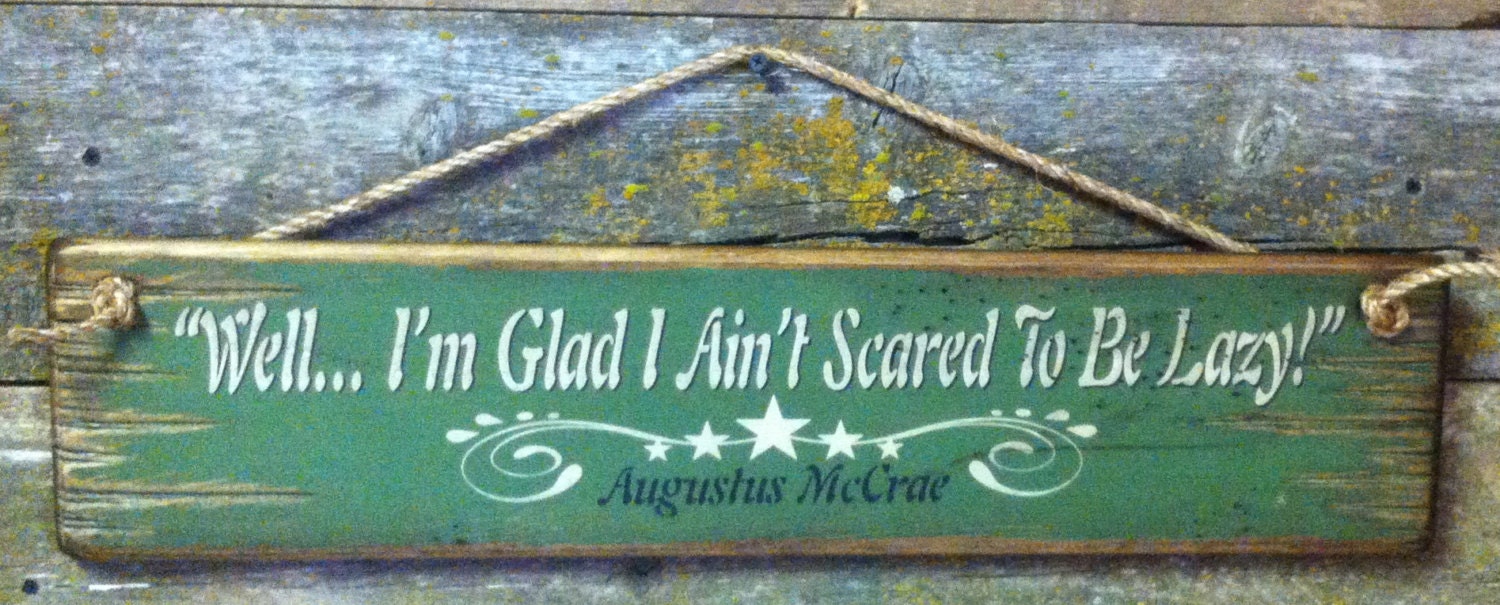 “Well... I'm Glad I Ain't Scared To Be Lazy!”
Augustus McCrae